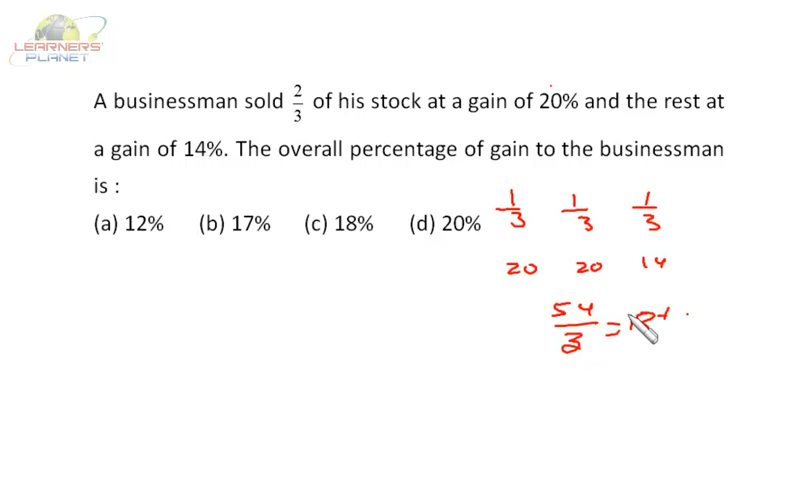 LEARNERS'
PLANET
A businessman sold 2/3 of his stock at a gain of 20% and the rest at
a gain of 14%. The overall percentage of gain to the businessman
is :
(a) 12% (b) 17% (c) 18% (d) 20%
1/3 1/3 1/3
20 20 14
54/3 =